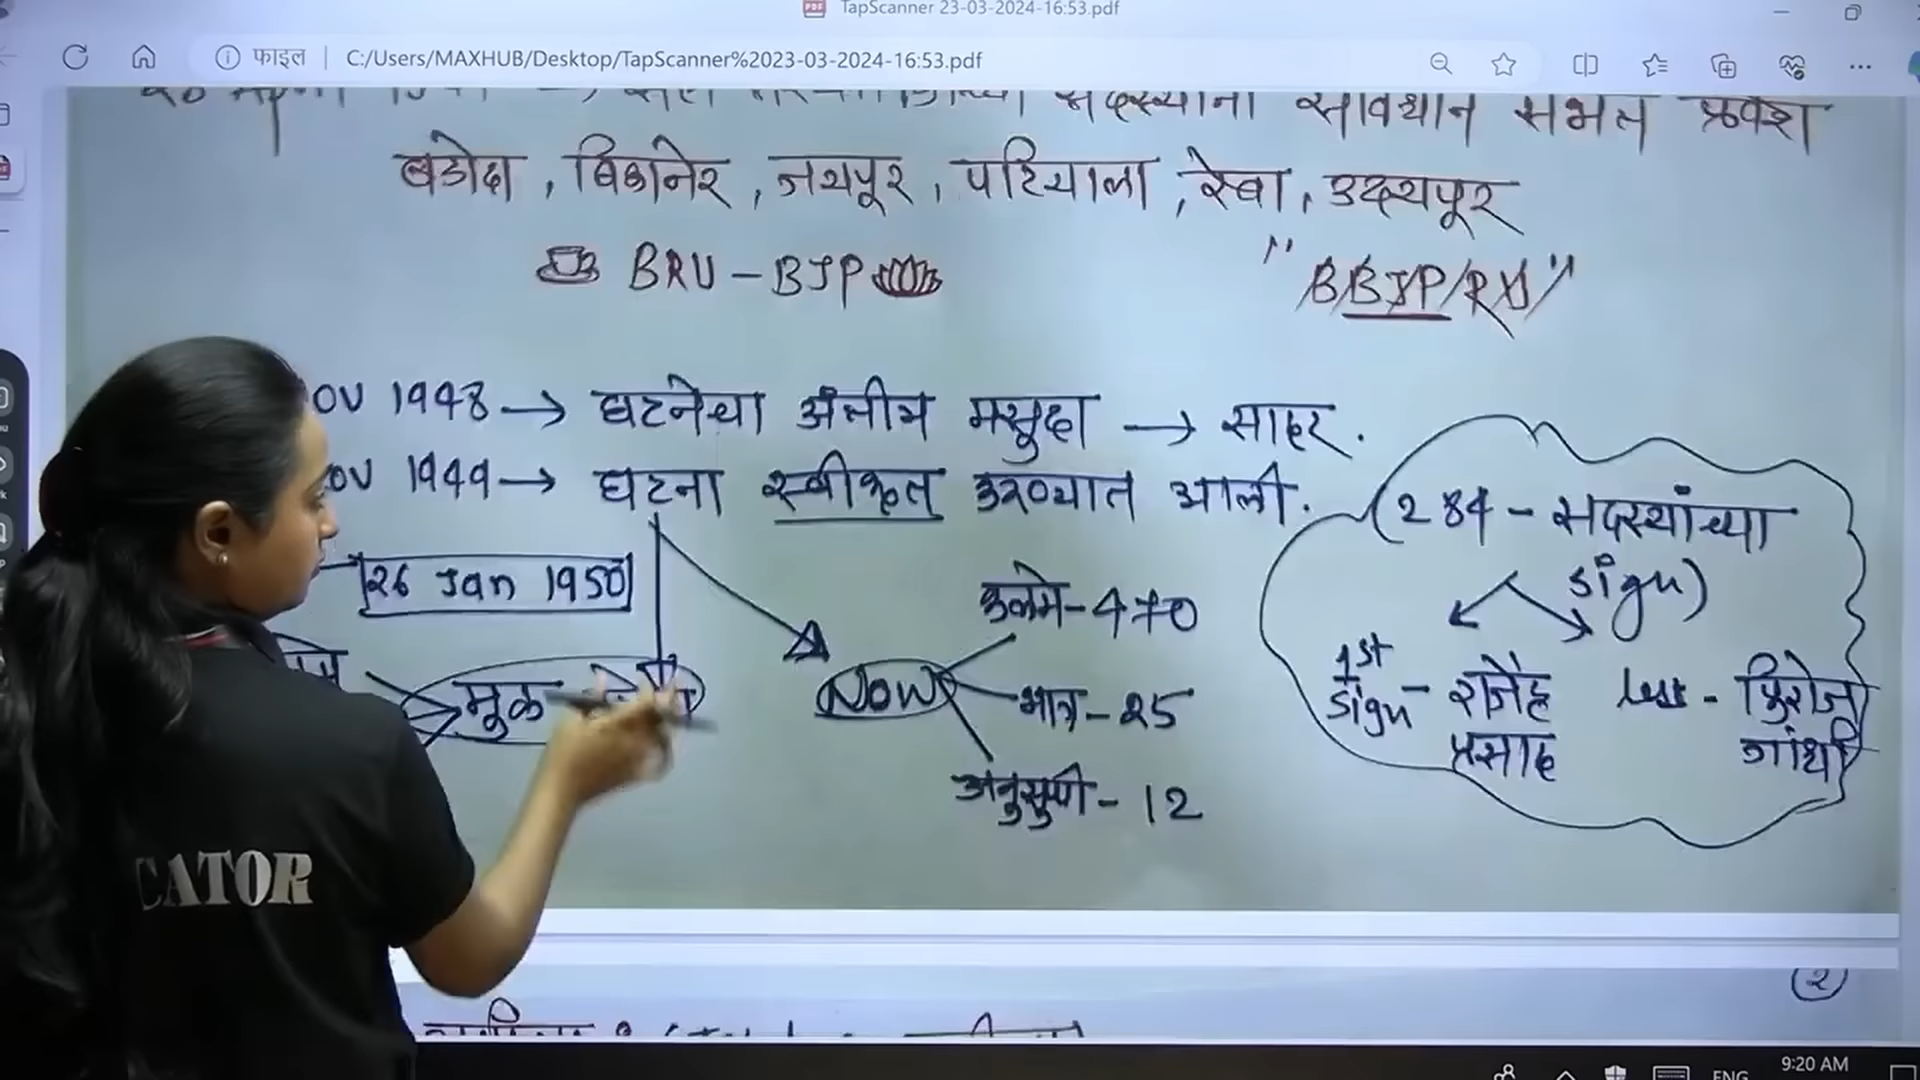 TapScanner 23-03-2024-16:53.pdf
फाइल C:/Users/MAXHUB/Desktop/TapScanner%2023-03-2024-16:53.pdf
सदस्यांना संविधान सभेत प्रवेश
बडोदा, बिकानेर, जयपूर, पटियाला, रेवा, उदयपूर
BRU - BJP "BBJP/RU"
OV 1948 → घटनेचा अंतीम मसुदा → सादर.
OV 1949 → घटना स्वीकृत करण्यात आली.
(284 - सदस्यांच्या sign)
26 Jan 1950
कलमे - 470
मूळ
Now
भाग - 25
अनुसुची - 12
1st sign - राजेंद्र प्रसाद
- फिरोज गांधी
CATOR
2
ENG
9:20 AM